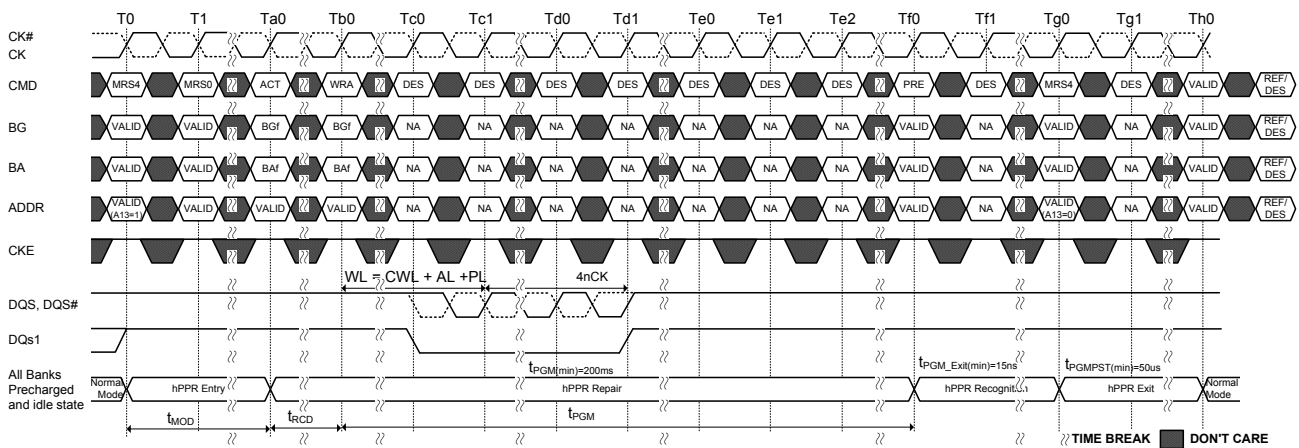 T0 T1 Ta0 Tb0 Tc0 Tc1 Td0 Td1 Te0 Te1 Te2 Tf0 Tf1 Tg0 Tg1 Th0
CK#
CK
CMD MRS4 MRS0 ACT WRA DES DES DES DES DES DES DES PRE DES MRS4 DES VALID REF/ DES
BG VALID VALID BGf BGf NA NA NA NA NA NA NA VALID NA VALID NA VALID REF/ DES
BA VALID VALID BAf BAf NA NA NA NA NA NA NA VALID NA VALID NA VALID REF/ DES
ADDR VALID (A13=1) VALID VALID VALID NA NA NA NA NA NA NA VALID NA VALID (A13=0) NA VALID REF/ DES
CKE
WL = CWL + AL +PL 4nCK
DQS, DQS#
DQs1
tPGM(min)=200ms tPGM_Exit(min)=15ns tPGMPST(min)=50us
All Banks
Precharged
and idle state
Normal Mode hPPR Entry hPPR Repair hPPR Recognition hPPR Exit Normal Mode
tMOD tRCD tPGM
TIME BREAK DON'T CARE